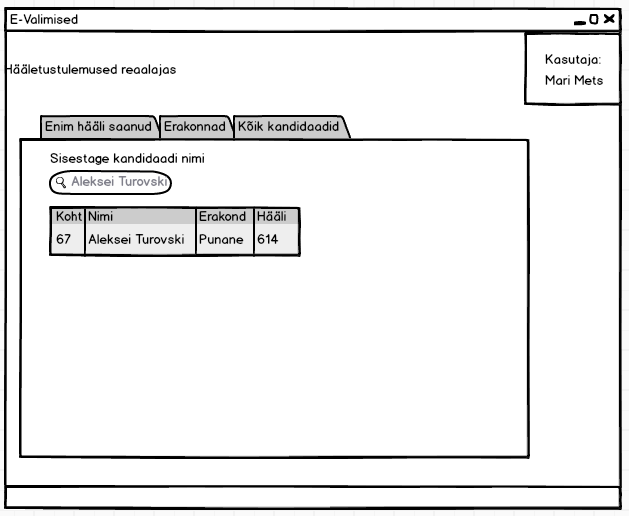 E-Valimised
Kasutaja:
Mari Mets
Hääletustulemused reaalajas
Enim hääli saanud Erakonnad Kõik kandidaadid
Sisestage kandidaadi nimi
Aleksei Turovski
Koht Nimi Erakond Hääli
67 Aleksei Turovski Punane 614